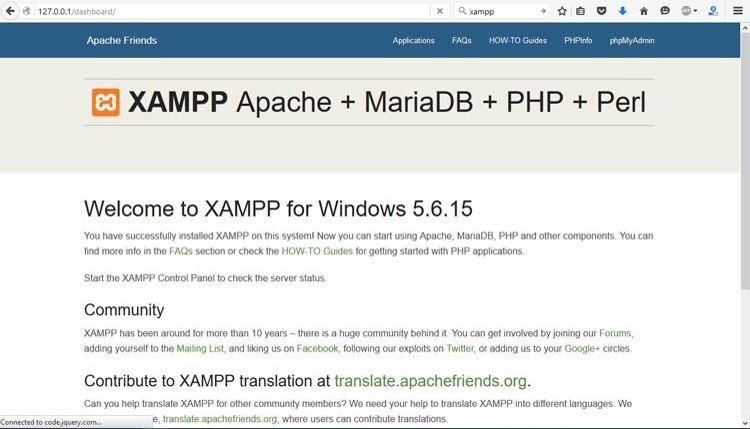 127.0.0.1/dashboard/
xampp
Apache Friends
Applications
FAQs
HOW-TO Guides
PHPInfo
phpMyAdmin
XAMPP Apache + MariaDB + PHP + Perl
Welcome to XAMPP for Windows 5.6.15
You have successfully installed XAMPP on this system! Now you can start using Apache, MariaDB, PHP and other components. You can
find more info in the FAQs section or check the HOW-TO Guides for getting started with PHP applications.
Start the XAMPP Control Panel to check the server status.
Community
XAMPP has been around for more than 10 years – there is a huge community behind it. You can get involved by joining our Forums,
adding yourself to the Mailing List, and liking us on Facebook, following our exploits on Twitter, or adding us to your Google+ circles.
Contribute to XAMPP translation at translate.apachefriends.org.
Can you help translate XAMPP for other community members? We need your help to translate XAMPP into different languages. We
e, translate.apachefriends.org, where users can contribute translations.
Connected to code.jquery.com...